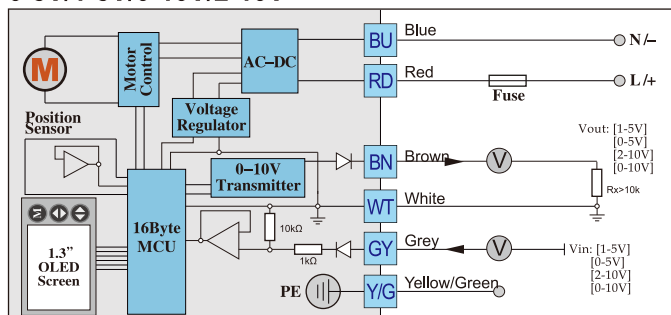 M
Motor Control
AC–DC
BU
Blue
N/–
RD
Red
Fuse
L/+
Position
Sensor
Voltage
Regulator
0–10V
Transmitter
BN
Brown
V
Vout: [1-5V]
[0-5V]
[2-10V]
[0-10V]
Rx>10k
WT
White
16Byte
MCU
10kΩ
1kΩ
GY
Grey
V
Vin: [1-5V]
[0-5V]
[2-10V]
[0-10V]
M
1.3”
OLED
Screen
PE
Y/G
Yellow/Green